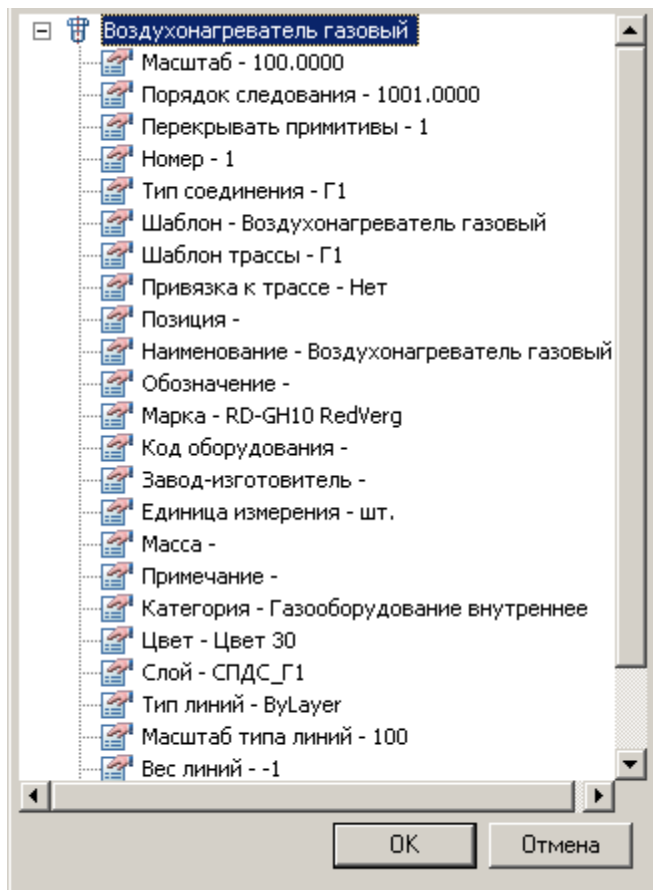 Воздухонагреватель газовый
Масштаб - 100.0000
Порядок следования - 1001.0000
Перекрывать примитивы - 1
Номер - 1
Тип соединения - Г1
Шаблон - Воздухонагреватель газовый
Шаблон трассы - Г1
Привязка к трассе - Нет
Позиция -
Наименование - Воздухонагреватель газовый
Обозначение -
Марка - RD-GH10 RedVerg
Код оборудования -
Завод-изготовитель -
Единица измерения - шт.
Масса -
Примечание -
Категория - Газооборудование внутреннее
Цвет - Цвет 30
Слой - СПДС_Г1
Тип линий - ByLayer
Масштаб типа линий - 100
Вес линий - -1
OK Отмена